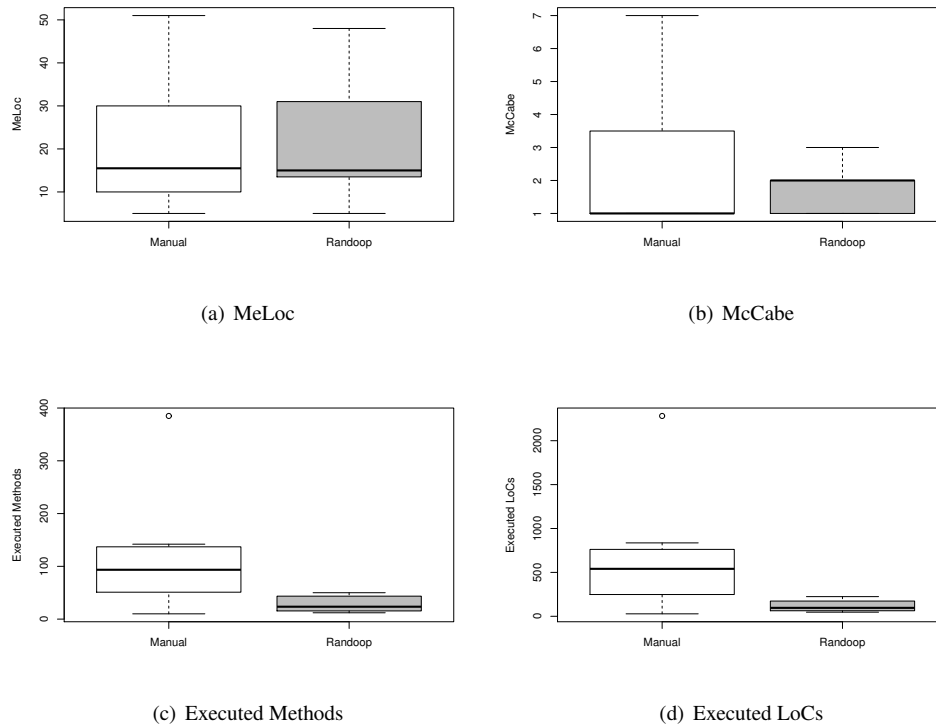 MeLoc
10 20 30 40 50
Manual Randoop
(a) MeLoc
McCabe
1 2 3 4 5 6 7
Manual Randoop
(b) McCabe
Executed Methods
0 100 200 300 400
Manual Randoop
(c) Executed Methods
Executed LoCs
0 500 1000 1500 2000
Manual Randoop
(d) Executed LoCs